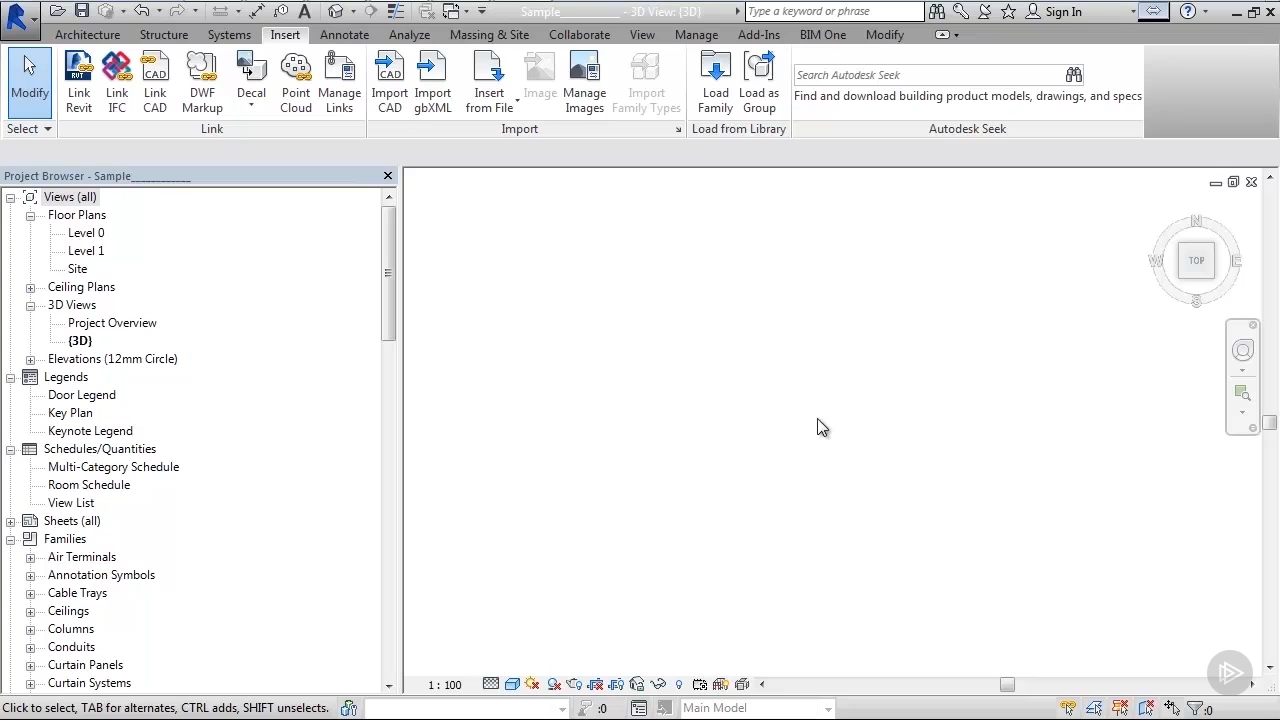 Sample__________ - 3D View: {3D}
Type a keyword or phrase
Sign In
Architecture Structure Systems Insert Annotate Analyze Massing & Site Collaborate View Manage Add-Ins BIM One Modify
Modify
Link Revit
Link IFC
Link CAD
DWF Markup
Decal
Point Cloud
Manage Links
Import CAD
Import gbXML
Insert from File
Image
Manage Images
Import Family Types
Load Family
Load as Group
Search Autodesk Seek
Find and download building product models, drawings, and specs
Select
Link
Import
Load from Library
Autodesk Seek
Project Browser - Sample__________
Views (all)
Floor Plans
Level 0
Level 1
Site
Ceiling Plans
3D Views
Project Overview
{3D}
Elevations (12mm Circle)
Legends
Door Legend
Key Plan
Keynote Legend
Schedules/Quantities
Multi-Category Schedule
Room Schedule
View List
Sheets (all)
Families
Air Terminals
Annotation Symbols
Cable Trays
Ceilings
Columns
Conduits
Curtain Panels
Curtain Systems
N
W
TOP
E
S
1 : 100
Click to select, TAB for alternates, CTRL adds, SHIFT unselects.
:0
Main Model
:0